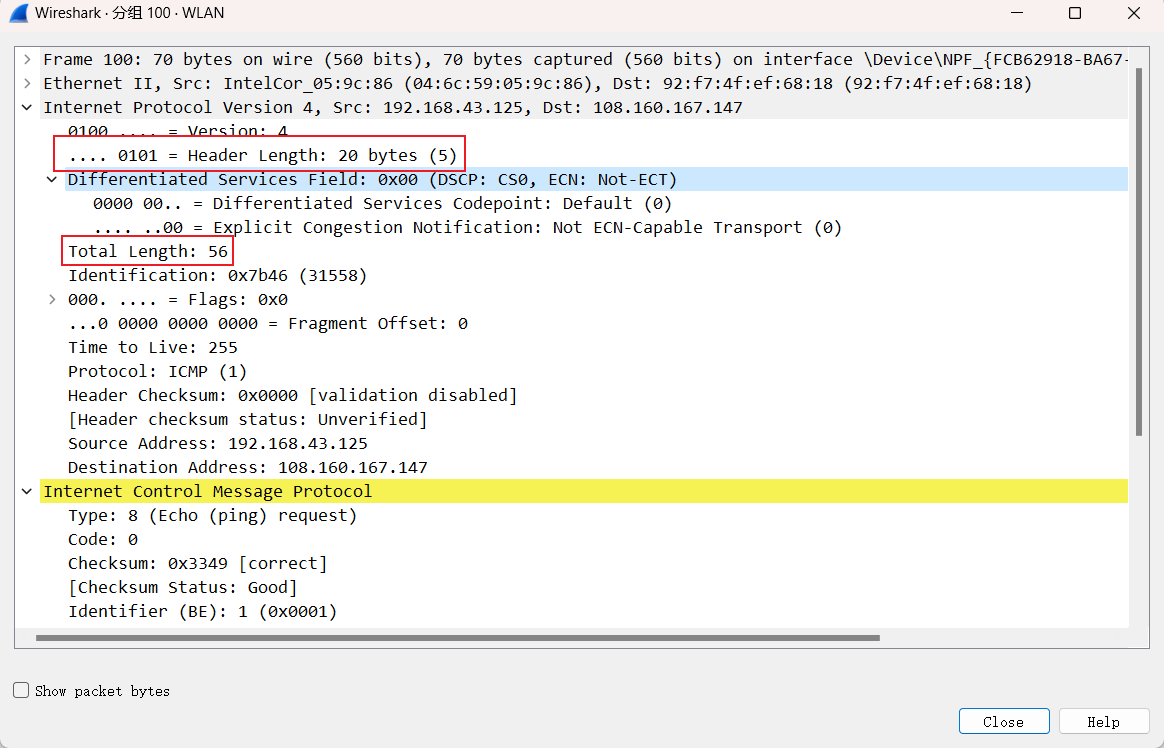 Wireshark · 分组 100 · WLAN
Frame 100: 70 bytes on wire (560 bits), 70 bytes captured (560 bits) on interface \Device\NPF_{FCB62918-BA67-
Ethernet II, Src: IntelCor_05:9c:86 (04:6c:59:05:9c:86), Dst: 92:f7:4f:ef:68:18 (92:f7:4f:ef:68:18)
Internet Protocol Version 4, Src: 192.168.43.125, Dst: 108.160.167.147
0100 .... = Version: 4
.... 0101 = Header Length: 20 bytes (5)
Differentiated Services Field: 0x00 (DSCP: CS0, ECN: Not-ECT)
0000 00.. = Differentiated Services Codepoint: Default (0)
.... ..00 = Explicit Congestion Notification: Not ECN-Capable Transport (0)
Total Length: 56
Identification: 0x7b46 (31558)
000. .... = Flags: 0x0
...0 0000 0000 0000 = Fragment Offset: 0
Time to Live: 255
Protocol: ICMP (1)
Header Checksum: 0x0000 [validation disabled]
[Header checksum status: Unverified]
Source Address: 192.168.43.125
Destination Address: 108.160.167.147
Internet Control Message Protocol
Type: 8 (Echo (ping) request)
Code: 0
Checksum: 0x3349 [correct]
[Checksum Status: Good]
Identifier (BE): 1 (0x0001)
Show packet bytes
Close Help